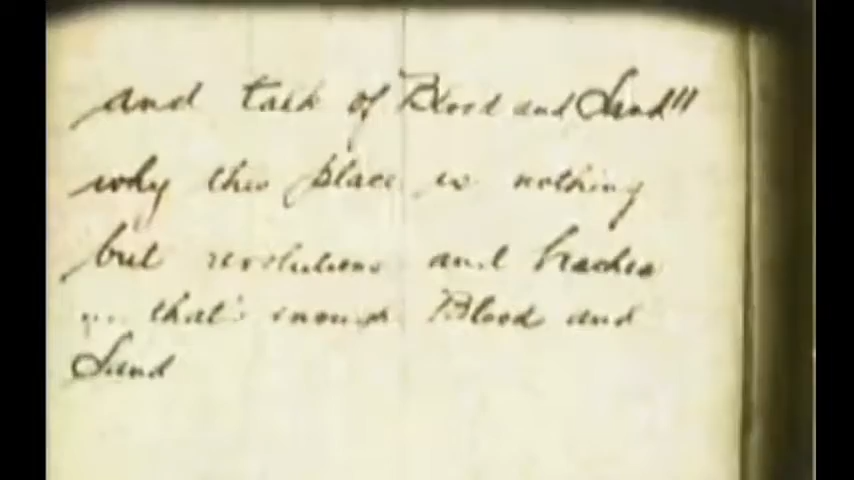 and talk of Blood and Sand"
why this place is nothing
but revolutions and beaches
... that's enough Blood and
Sand